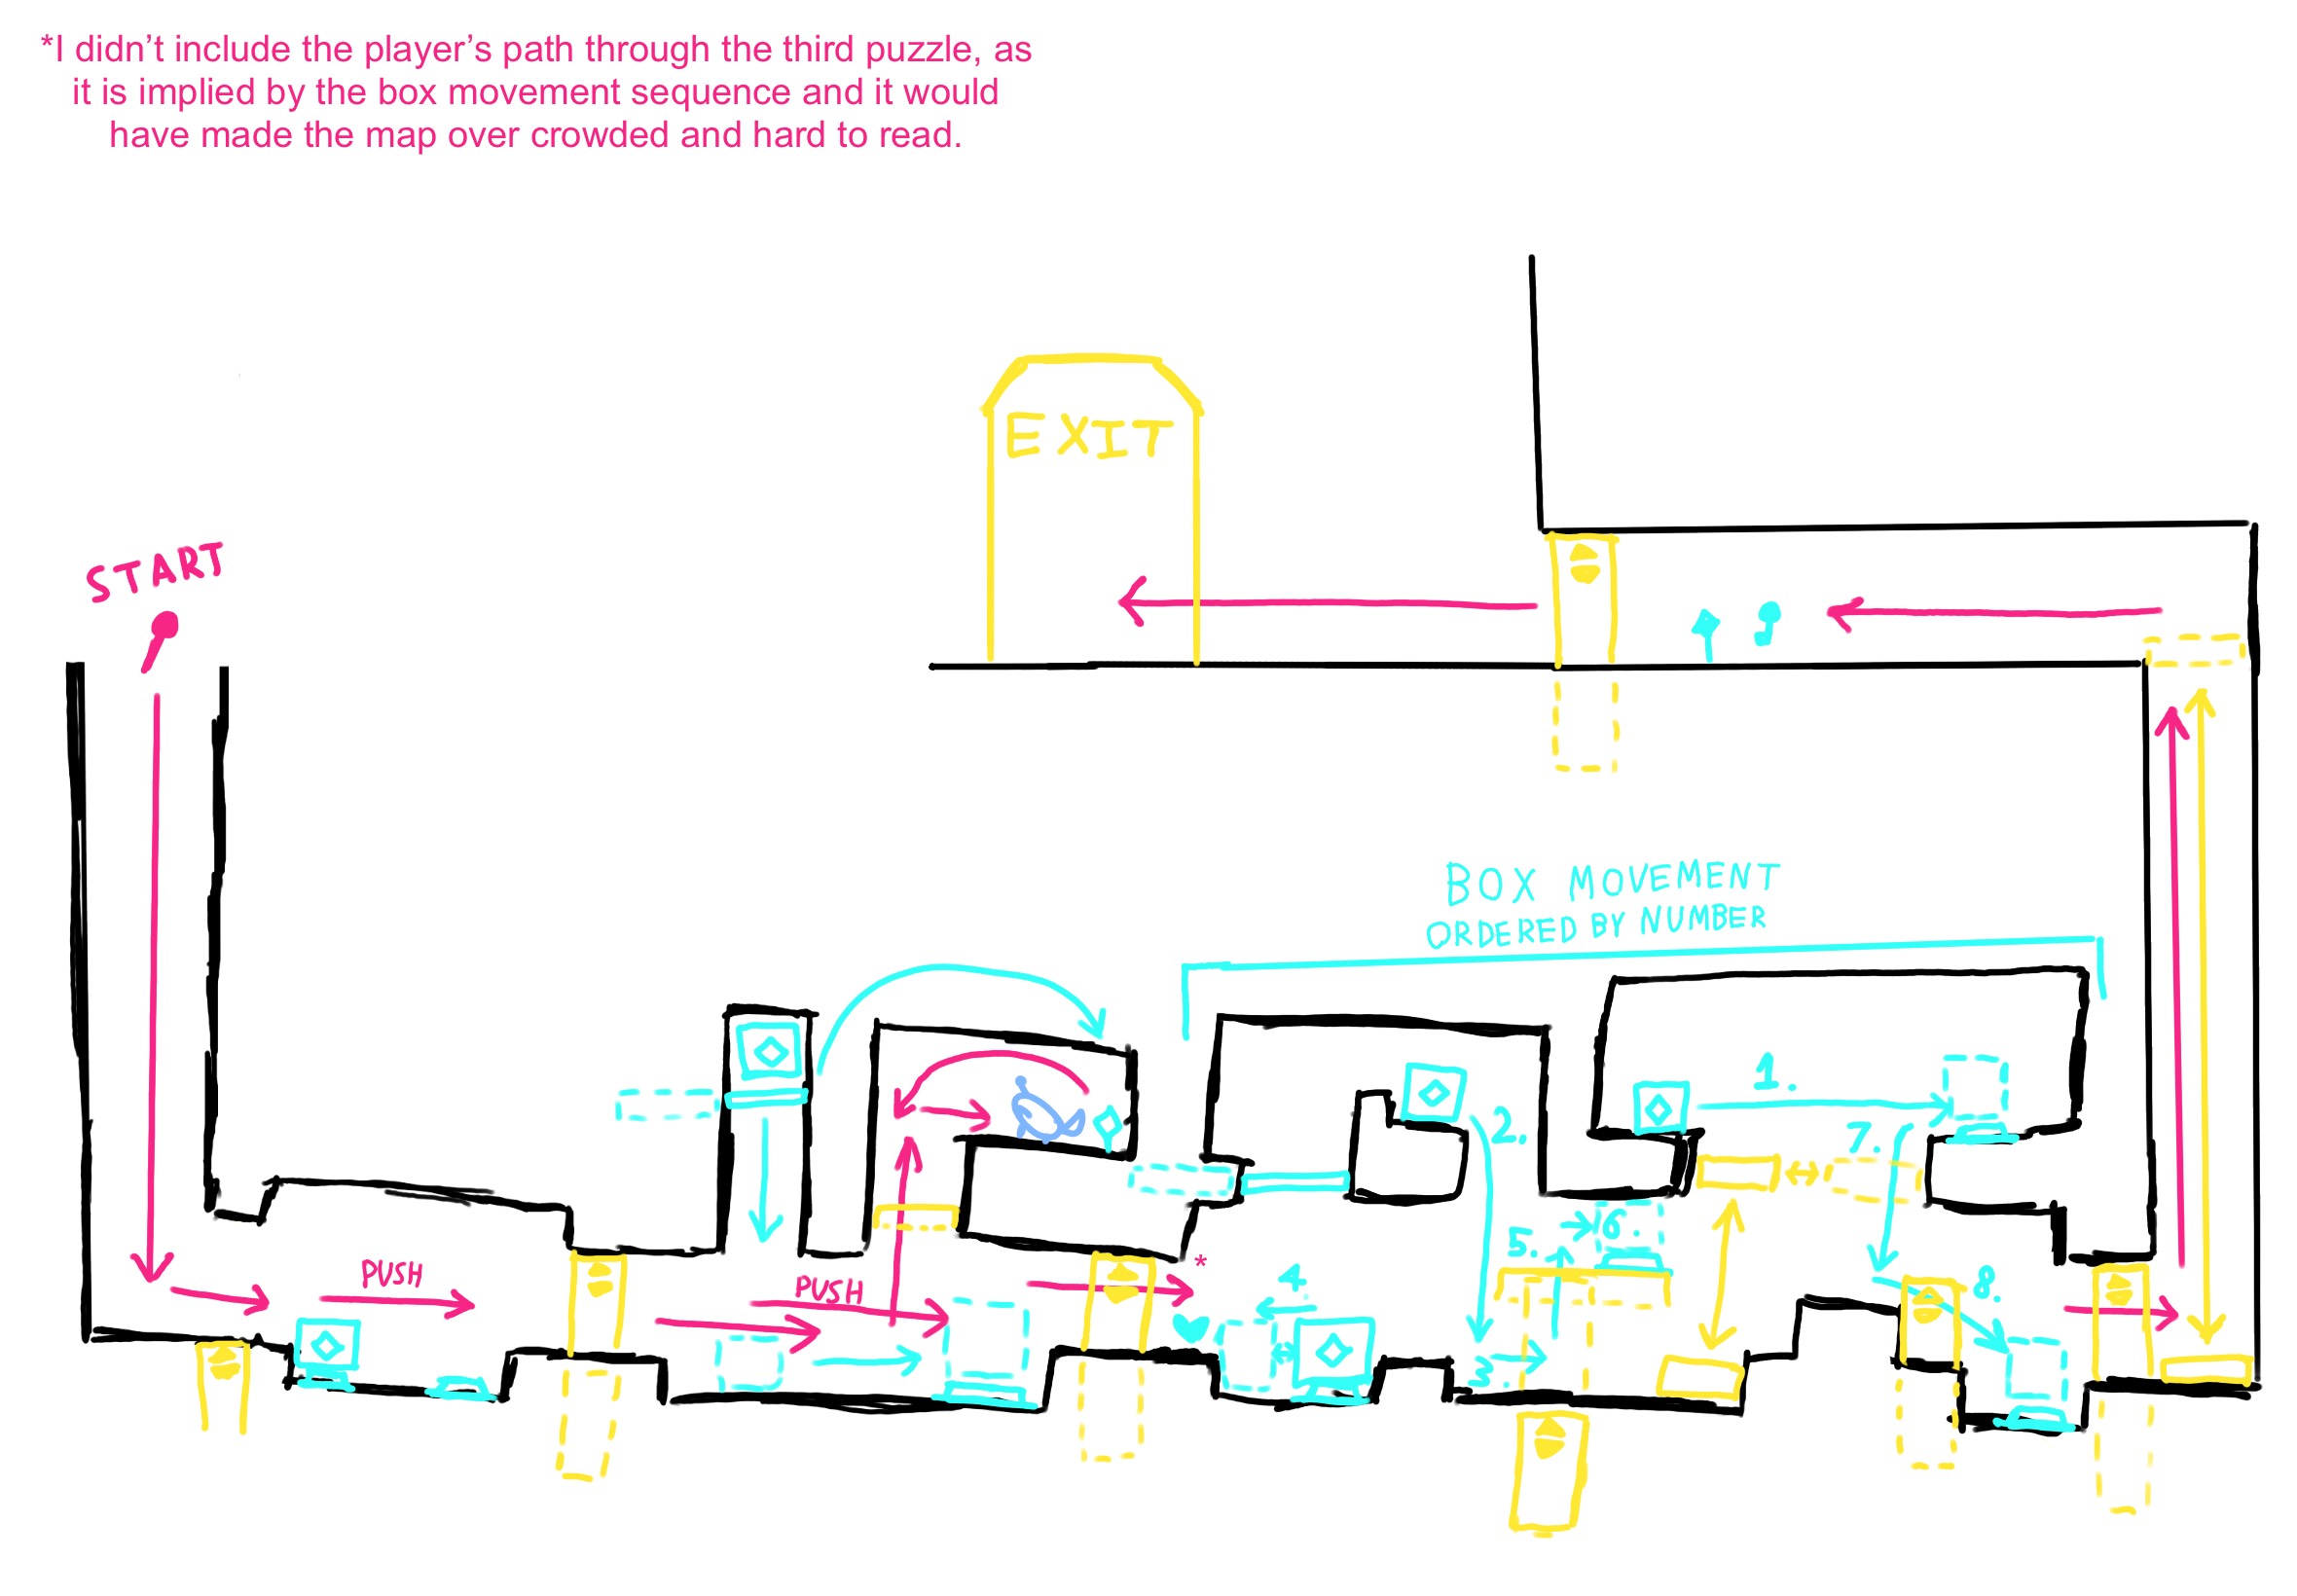 *I didn’t include the player’s path through the third puzzle, as
it is implied by the box movement sequence and it would
have made the map over crowded and hard to read.
EXIT
START
BOX MOVEMENT
ORDERED BY NUMBER
1.
2.
7.
PUSH
PUSH
*
4.
5.
6.
8.
3.